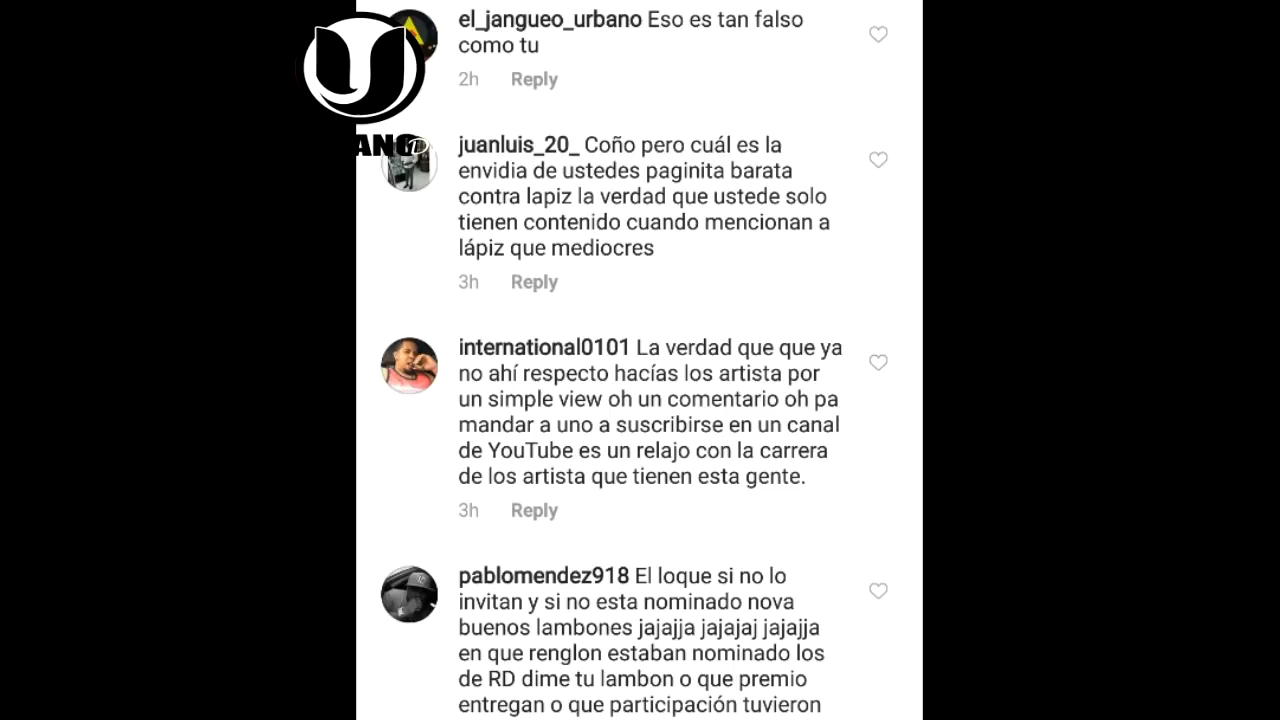 el_jangueo_urbano Eso es tan falso
como tu
2h Reply
ANG
juanluis_20_ Coño pero cuál es la
envidia de ustedes paginita barata
contra lapiz la verdad que ustede solo
tienen contenido cuando mencionan a
lápiz que mediocres
3h Reply
international0101 La verdad que que ya
no ahí respecto hacías los artista por
un simple view oh un comentario oh pa
mandar a uno a suscribirse en un canal
de YouTube es un relajo con la carrera
de los artista que tienen esta gente.
3h Reply
pablomendez918 El loque si no lo
invitan y si no esta nominado nova
buenos lambones jajajja jajajaj jajajja
en que renglon estaban nominado los
de RD dime tu lambon o que premio
entregan o que participación tuvieron